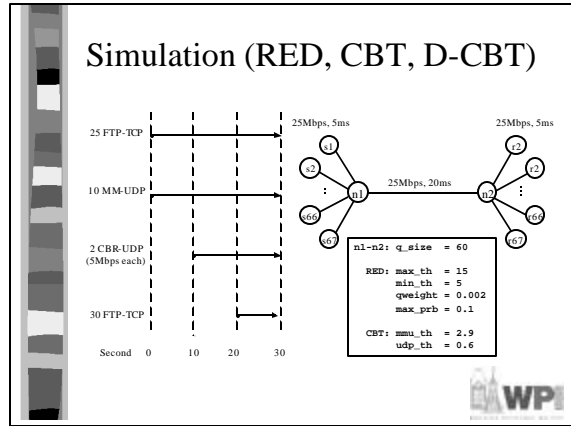 Simulation (RED, CBT, D-CBT)
25 FTP-TCP
10 MM-UDP
2 CBR-UDP
(5Mbps each)
30 FTP-TCP
Second 0 10 20 30
25Mbps, 5ms
25Mbps, 5ms
s1
s2
:
s66
s67
n1
25Mbps, 20ms
n2
r2
r2
:
r66
r67
n1-n2: q_size = 60
RED: max_th = 15
min_th = 5
qweight = 0.002
max_prb = 0.1
CBT: mmu_th = 2.9
udp_th = 0.6
WPI